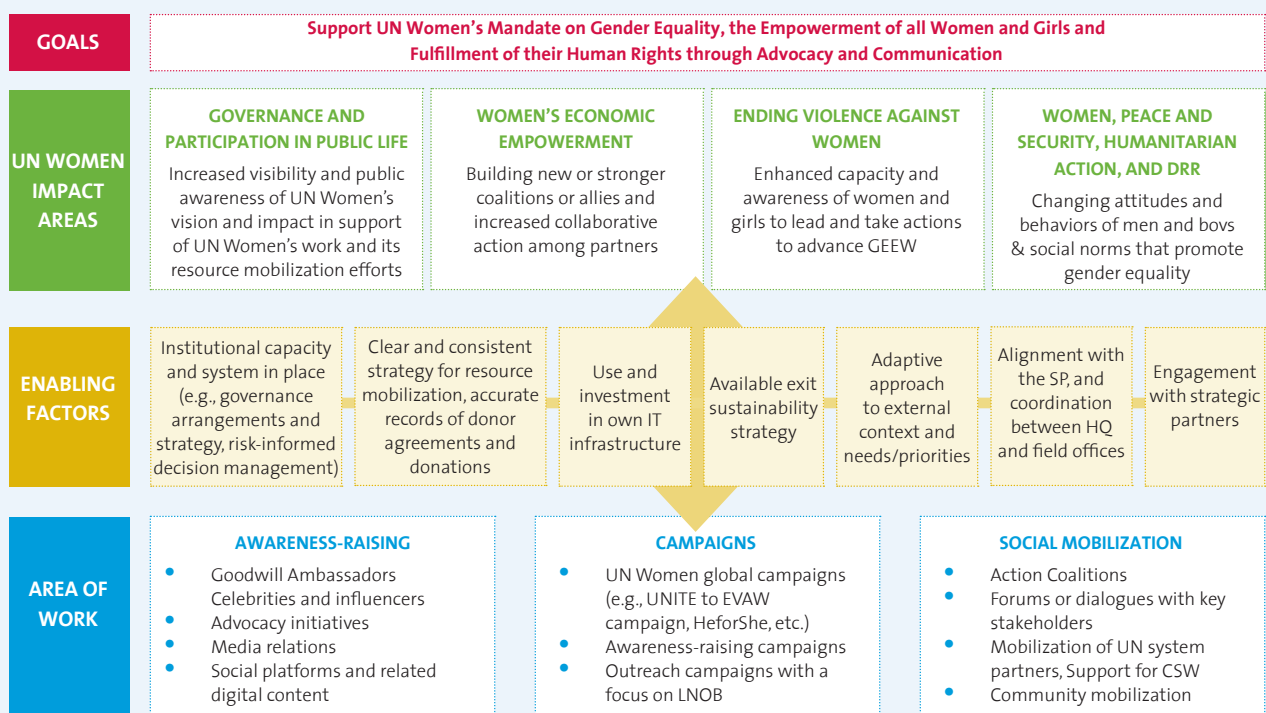 GOALS
Support UN Women's Mandate on Gender Equality, the Empowerment of all Women and Girls and
Fulfillment of their Human Rights through Advocacy and Communication
UN WOMEN
IMPACT
AREAS
GOVERNANCE AND
PARTICIPATION IN PUBLIC LIFE
Increased visibility and public
awareness of UN Women's
vision and impact in support
of UN Women's work and its
resource mobilization efforts
WOMEN'S ECONOMIC
EMPOWERMENT
Building new or stronger
coalitions or allies and
increased collaborative
action among partners
ENDING VIOLENCE AGAINST
WOMEN
Enhanced capacity and
awareness of women and
girls to lead and take actions
to advance GEEW
WOMEN, PEACE AND
SECURITY, HUMANITARIAN
ACTION, AND DRR
Changing attitudes and
behaviors of men and bovs
& social norms that promote
gender equality
ENABLING
FACTORS
Institutional capacity
and system in place
(e.g., governance
arrangements and
strategy, risk-informed
decision management)
Clear and consistent
strategy for resource
mobilization, accurate
records of donor
agreements and
donations
Use and
investment
in own IT
infrastructure
Available exit
sustainability
strategy
Adaptive
approach
to external
context and
needs/priorities
Alignment with
the SP, and
coordination
between HQ
and field offices
Engagement
with strategic
partners
AREA OF
WORK
AWARENESS-RAISING
• Goodwill Ambassadors
Celebrities and influencers
• Advocacy initiatives
• Media relations
• Social platforms and related
digital content
CAMPAIGNS
• UN Women global campaigns
(e.g., UNITE to EVAW
campaign, HeforShe, etc.)
• Awareness-raising campaigns
• Outreach campaigns with a
focus on LNOB
SOCIAL MOBILIZATION
• Action Coalitions
• Forums or dialogues with key
stakeholders
• Mobilization of UN system
partners, Support for CSW
• Community mobilization